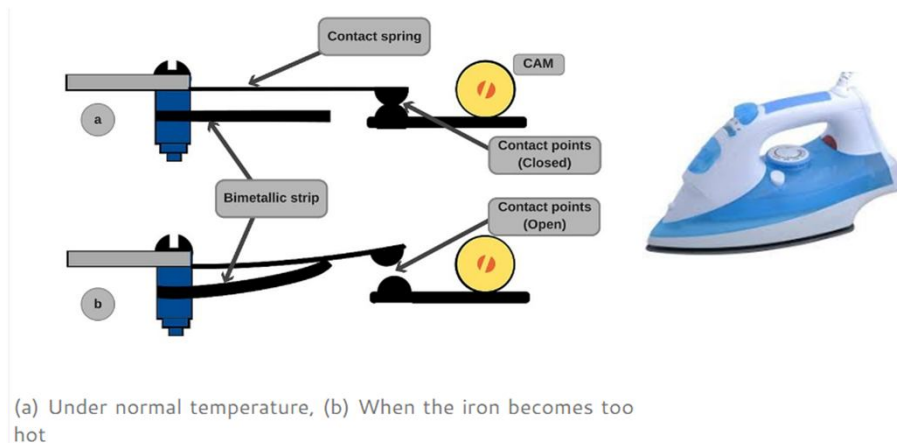 Contact spring
CAM
a
Contact points
(Closed)
Bimetallic strip
Contact points
(Open)
b
(a) Under normal temperature, (b) When the iron becomes too
hot